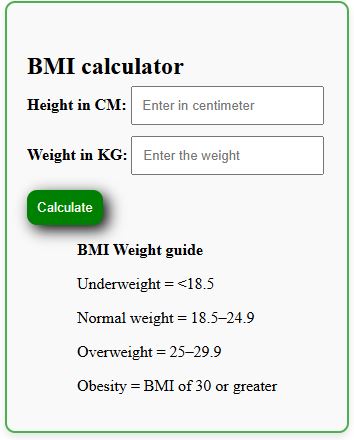 BMI calculator
Height in CM: Enter in centimeter
Weight in KG: Enter the weight
Calculate
BMI Weight guide
Underweight = <18.5
Normal weight = 18.5–24.9
Overweight = 25–29.9
Obesity = BMI of 30 or greater